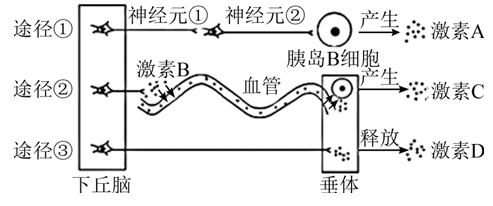 途径① 神经元① 神经元② 产生 激素A
胰岛B细胞
途径② 激素B 血管 产生 激素C
途径③ 释放 激素D
下丘脑 垂体